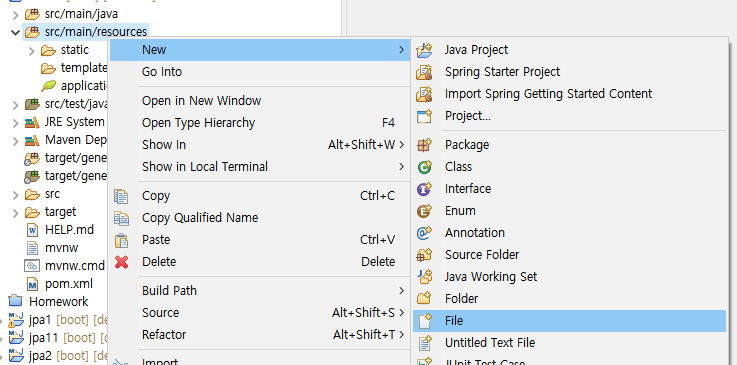 src/main/java
src/main/resources
static
template
applicatio
src/test/java
JRE System
Maven Dep
target/gene
target/gene
src
target
HELP.md
mvnw
mvnw.cmd
pom.xml
Homework
jpa1 [boot] [de
jpa11 [boot] [d
jpa2 [boot] [de
New
Go Into
Open in New Window
Open Type Hierarchy F4
Show In Alt+Shift+W
Show in Local Terminal
Copy Ctrl+C
Copy Qualified Name
Paste Ctrl+V
Delete Delete
Build Path
Source Alt+Shift+S
Refactor Alt+Shift+T
Import
Java Project
Spring Starter Project
Import Spring Getting Started Content
Project...
Package
Class
Interface
Enum
Annotation
Source Folder
Java Working Set
Folder
File
Untitled Text File
JUnit Test Case